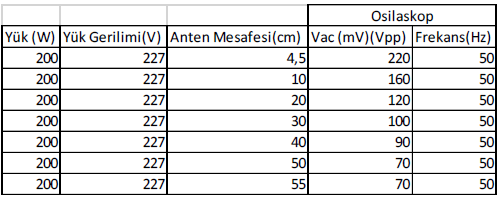 Osilaskop
Yük (W) Yük Gerilimi(V) Anten Mesafesi(cm) Vac (mV)(Vpp) Frekans(Hz)
200 227 4,5 220 50
200 227 10 160 50
200 227 20 120 50
200 227 30 100 50
200 227 40 90 50
200 227 50 70 50
200 227 55 70 50